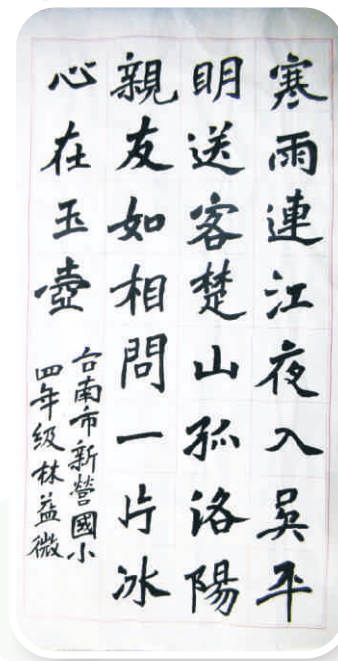 寒雨連江夜入吳平
明送客楚山孤洛陽
親友如相問一片冰
心在玉壺
台南市新營國小
四年級林益微